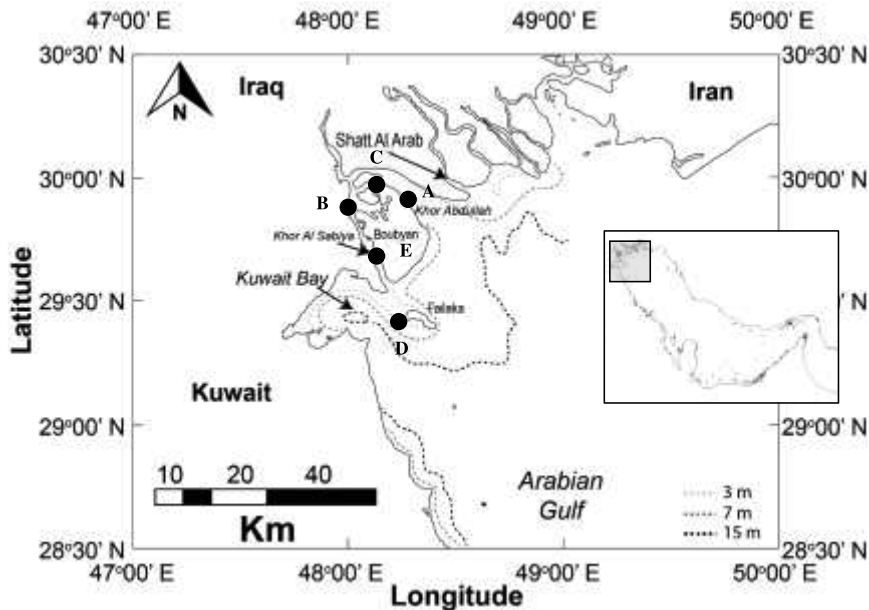 47°00' E 48°00' E 49°00' E 50°00' E
30°30' N 30°30' N
Iraq
Iran
N
Shatt Al Arab
C
30°00' N 30°00' N
A
B
Khor Abdullah
Khor Al Sabiya
Boubyan
E
Kuwait Bay
29°30' N 29°30' N
Failaka
D
Latitude
Kuwait
29°00' N 29°00' N
10 20 40
Km
Arabian
Gulf
3 m
7 m
15 m
28°30' N 28°30' N
47°00' E 48°00' E 49°00' E 50°00' E
Longitude